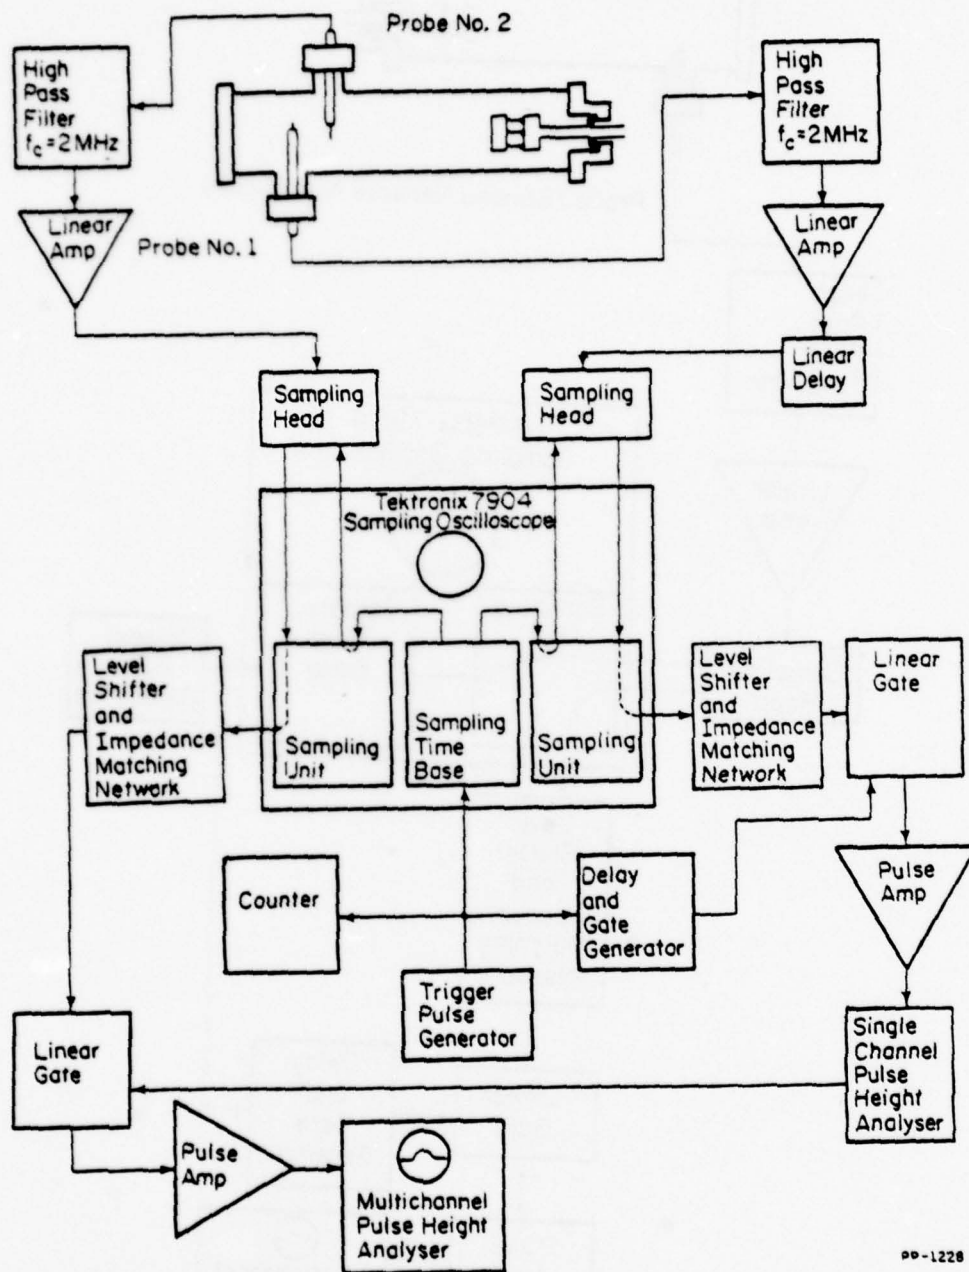 Probe No. 2
High
Pass
Filter
f_c=2MHz
High
Pass
Filter
f_c=2MHz
Linear
Amp
Probe No. 1
Linear
Amp
Linear
Delay
Sampling
Head
Sampling
Head
Tektronix 7904
Sampling Oscilloscope
Level
Shifter
and
Impedance
Matching
Network
Sampling
Unit
Sampling
Time
Base
Sampling
Unit
Level
Shifter
and
Impedance
Matching
Network
Linear
Gate
Counter
Delay
and
Gate
Generator
Pulse
Amp
Trigger
Pulse
Generator
Linear
Gate
Single
Channel
Pulse
Height
Analyser
Pulse
Amp
Multichannel
Pulse Height
Analyser
PP-1228